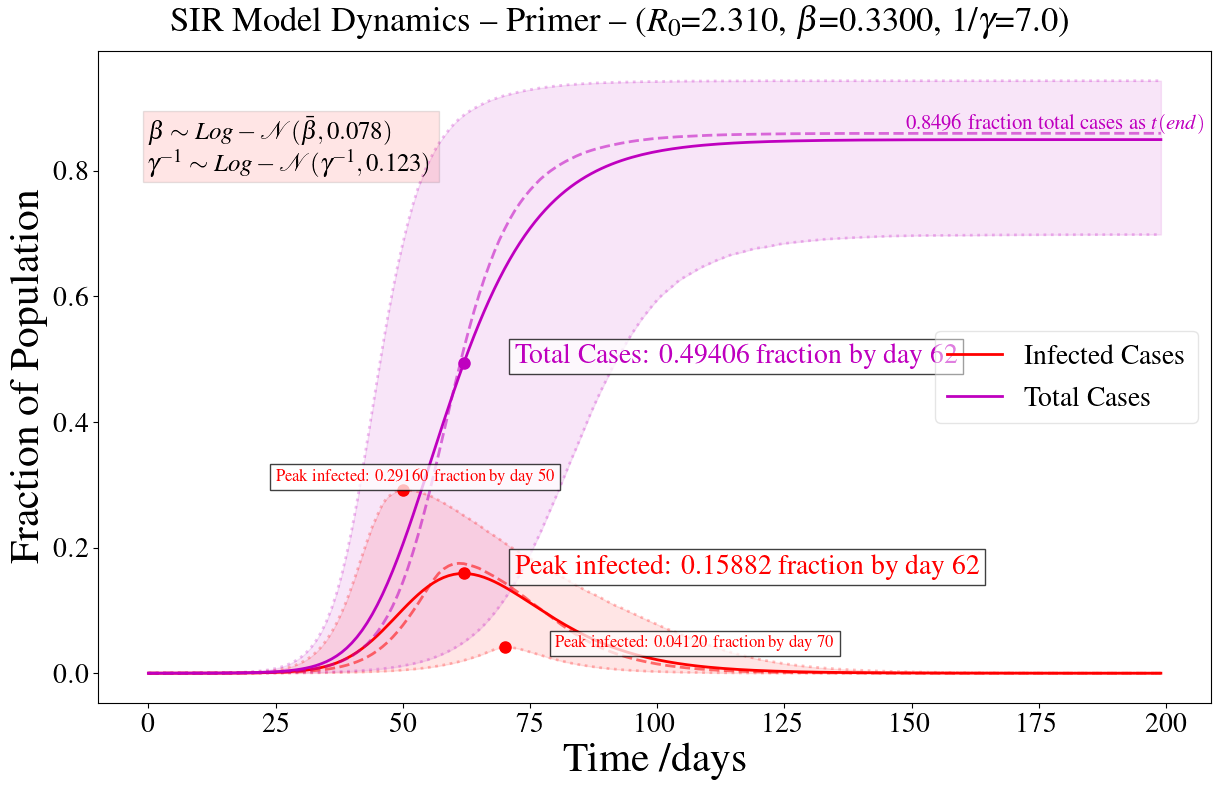 SIR Model Dynamics – Primer – (R₀=2.310, β=0.3300, 1/γ=7.0)
β ∼ Log − 𝒩(β̄, 0.078)
γ⁻¹ ∼ Log − 𝒩(γ⁻¹, 0.123)
0.8496 fraction total cases as t(end)
Fraction of Population
0.8
0.6
0.4
0.2
0.0
Total Cases: 0.49406 fraction by day 62
Infected Cases
Total Cases
Peak infected: 0.29160 fraction by day 50
Peak infected: 0.15882 fraction by day 62
Peak infected: 0.04120 fraction by day 70
0 25 50 75 100 125 150 175 200
Time /days